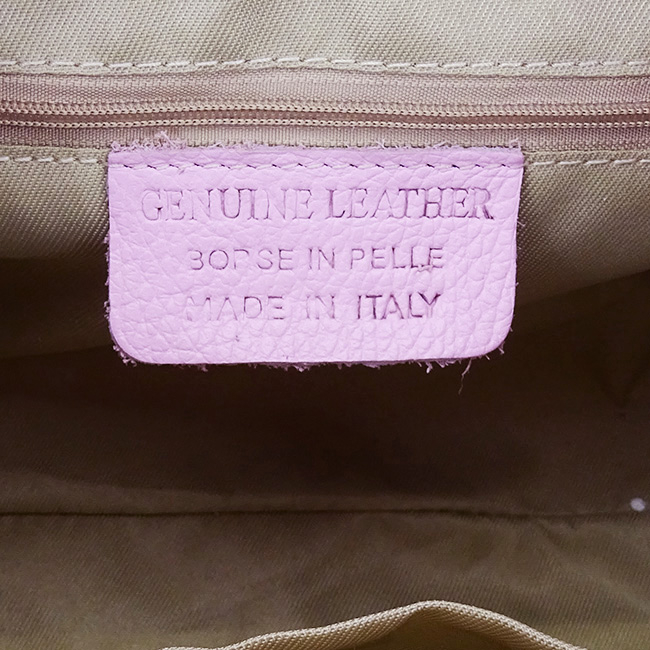 GENUINE LEATHER
BORSE IN PELLE
MADE IN ITALY